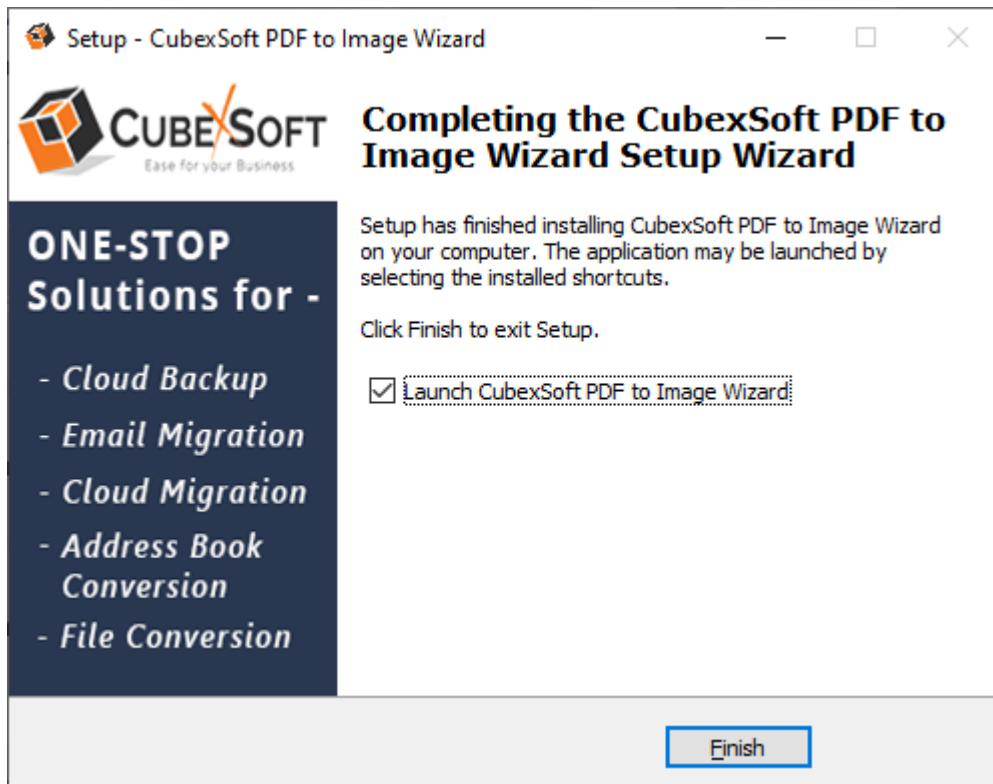 Setup - CubexSoft PDF to Image Wizard
CUBEXSOFT
Ease for your Business
ONE-STOP
Solutions for -
- Cloud Backup
- Email Migration
- Cloud Migration
- Address Book
Conversion
- File Conversion
Completing the CubexSoft PDF to
Image Wizard Setup Wizard
Setup has finished installing CubexSoft PDF to Image Wizard
on your computer. The application may be launched by
selecting the installed shortcuts.
Click Finish to exit Setup.
Launch CubexSoft PDF to Image Wizard
Finish